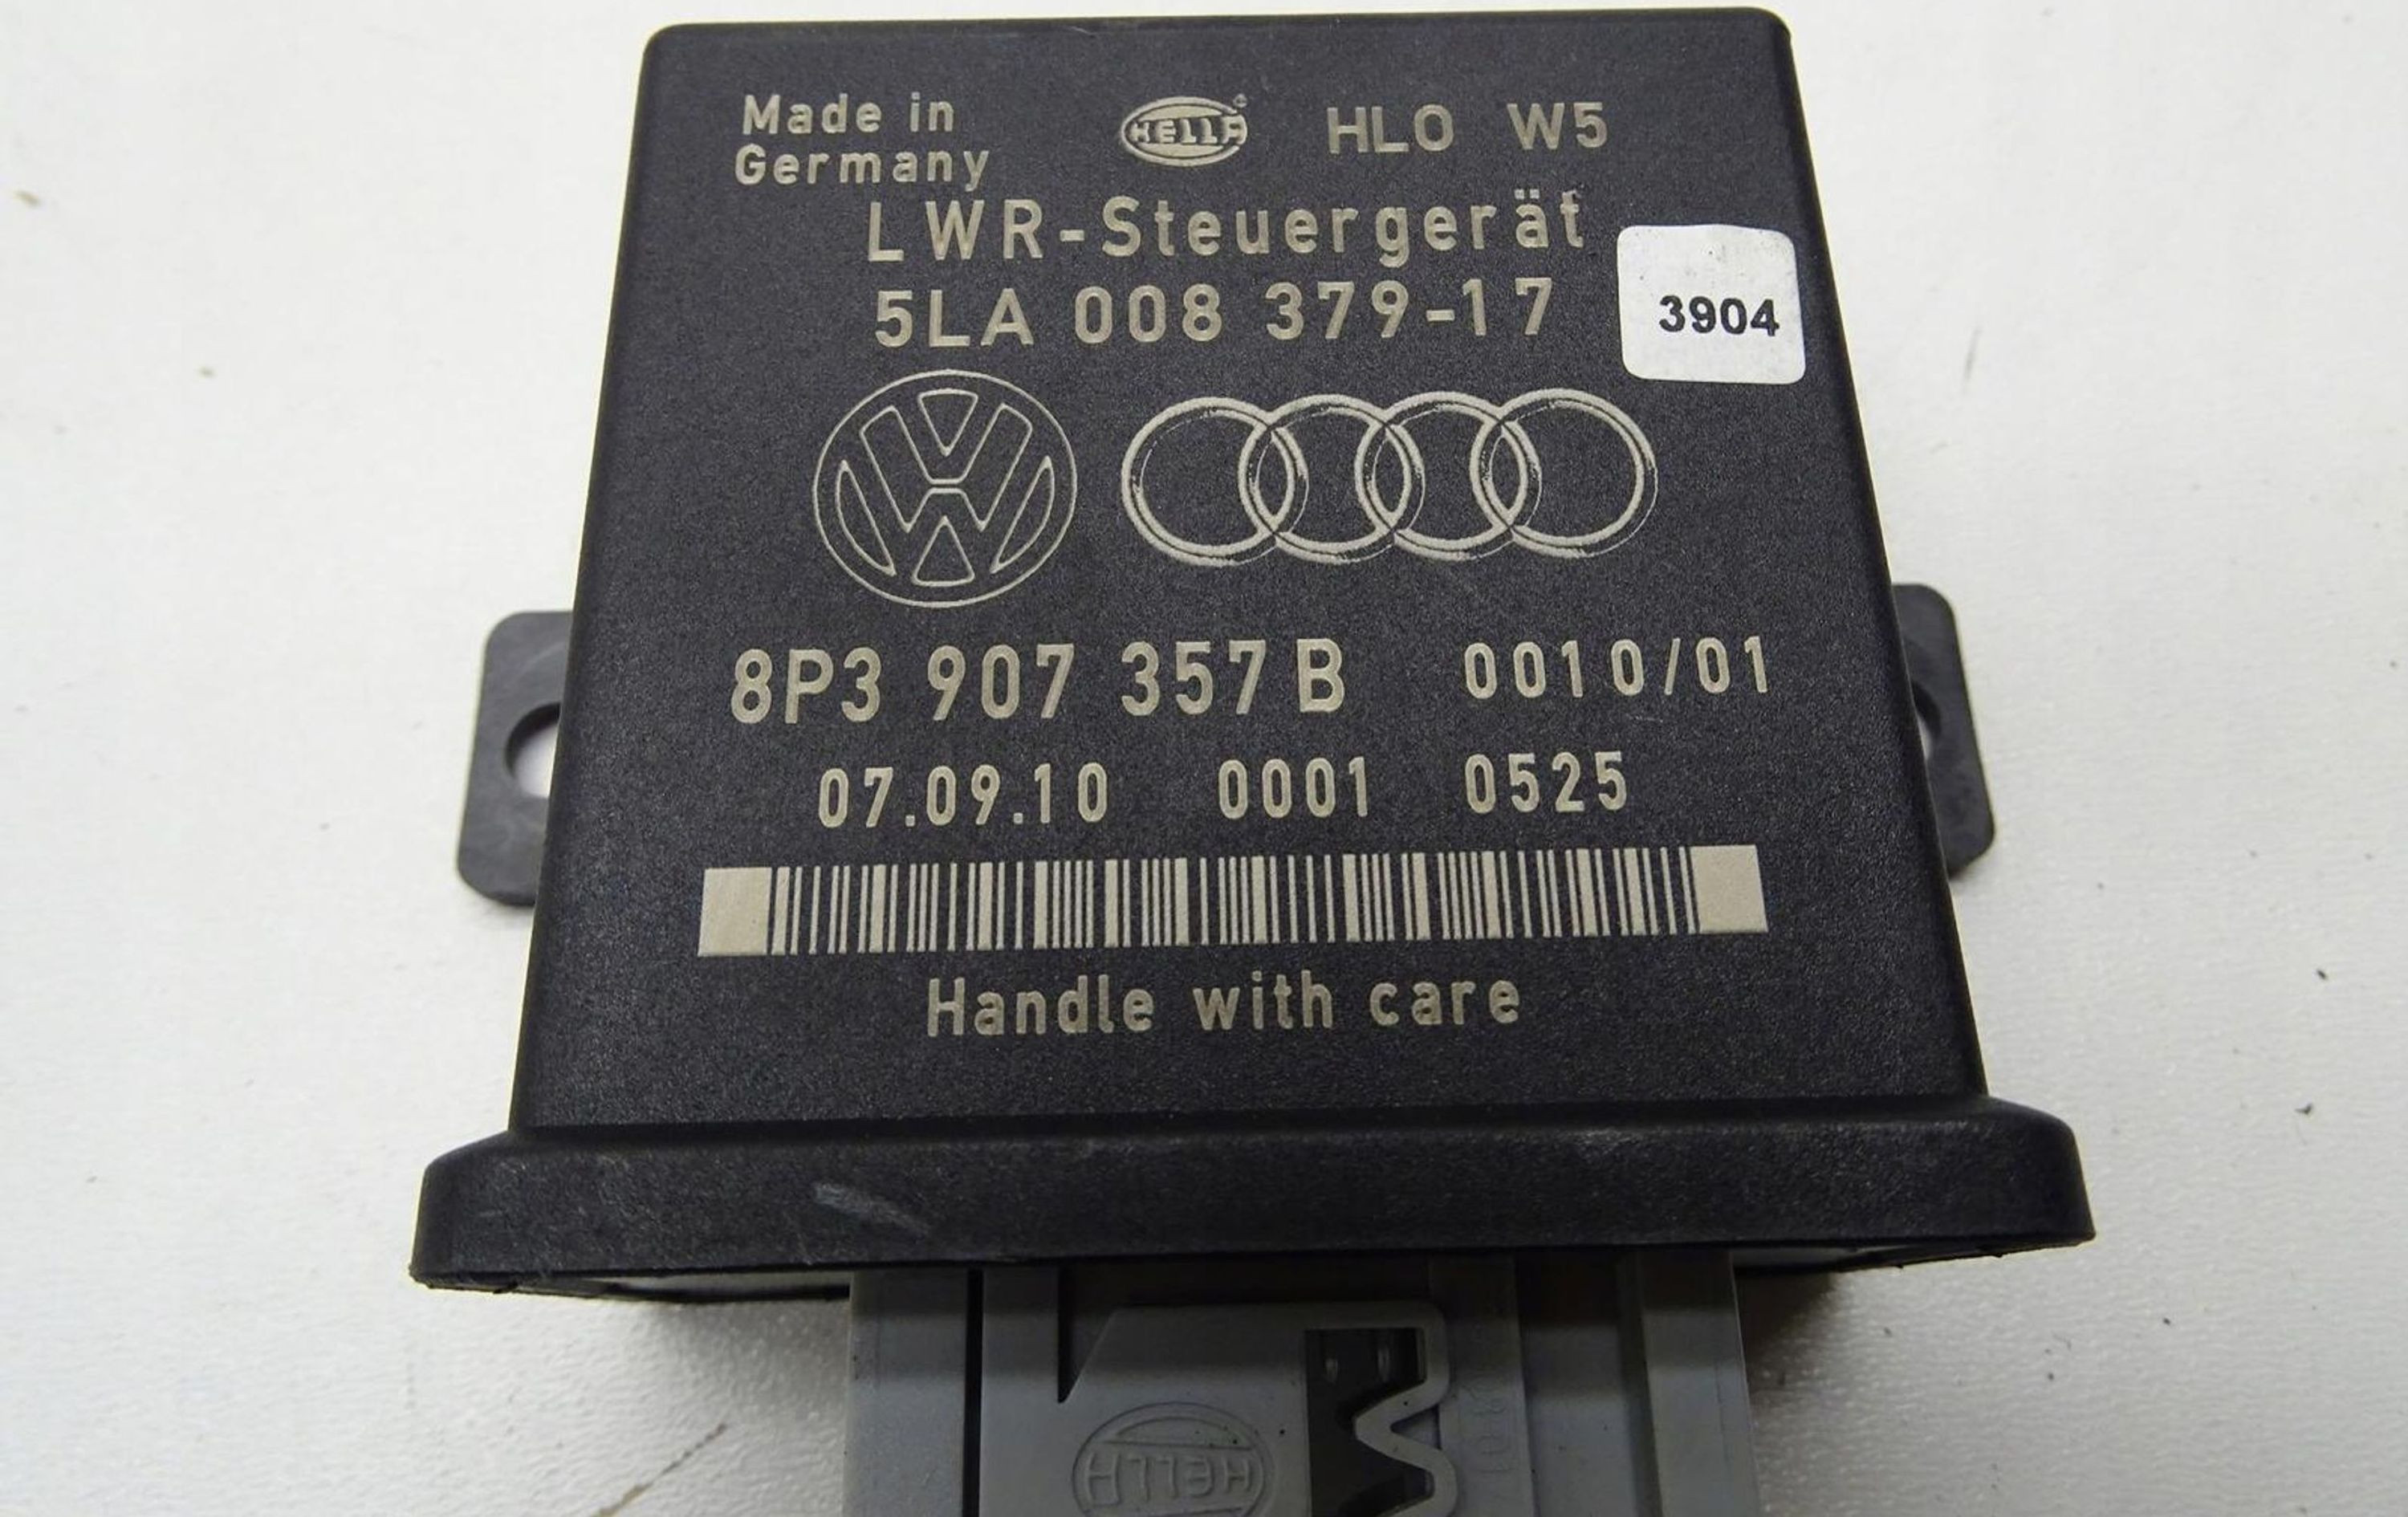 Made in
Germany
HELLA HLO W5
LWR-Steuergerät
5LA 008 379-17
3904
8P3 907 357 B 0010/01
07.09.10 0001 0525
Handle with care
HELLA